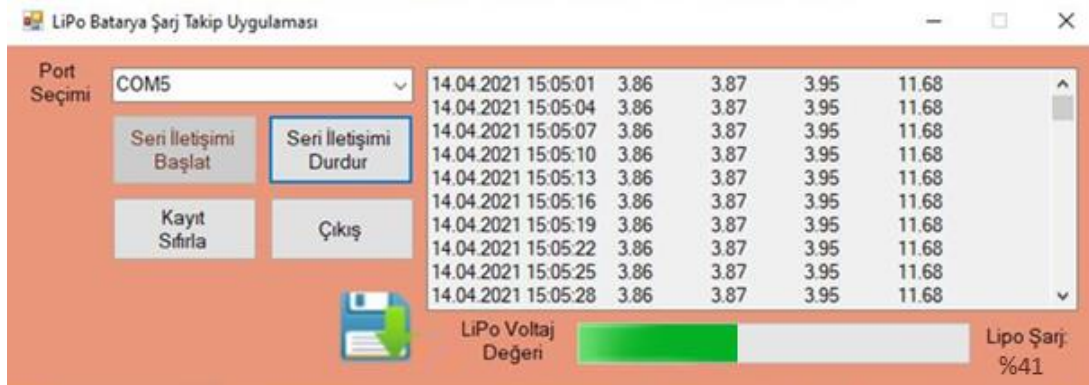 LiPo Batarya Şarj Takip Uygulaması
Port
Seçimi
COM5
Seri İletişimi
Başlat
Seri İletişimi
Durdur
Kayıt
Sıfırla
Çıkış
14.04.2021 15:05:01 3.86 3.87 3.95 11.68
14.04.2021 15:05:04 3.86 3.87 3.95 11.68
14.04.2021 15:05:07 3.86 3.87 3.95 11.68
14.04.2021 15:05:10 3.86 3.87 3.95 11.68
14.04.2021 15:05:13 3.86 3.87 3.95 11.68
14.04.2021 15:05:16 3.86 3.87 3.95 11.68
14.04.2021 15:05:19 3.86 3.87 3.95 11.68
14.04.2021 15:05:22 3.86 3.87 3.95 11.68
14.04.2021 15:05:25 3.86 3.87 3.95 11.68
14.04.2021 15:05:28 3.86 3.87 3.95 11.68
LiPo Voltaj
Değeri
Lipo Şarj:
%41